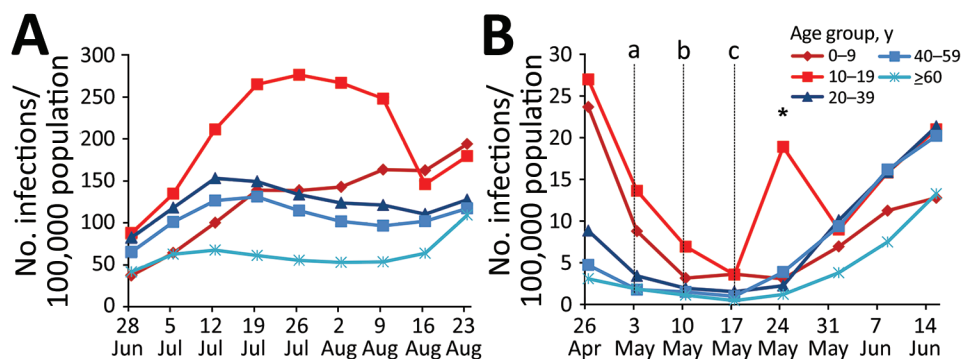 A
No. infections/
100,000 population
300
250
200
150
100
50
0
28 5 12 19 26 2 9 16 23
Jun Jul Jul Jul Jul Aug Aug Aug Aug
B
No. infections/
100,000 population
30
25
20
15
10
5
0
a b c
*
Age group, y
0–9 40–59
10–19 ≥60
20–39
26 3 10 17 24 31 7 14
Apr May May May May May Jun Jun